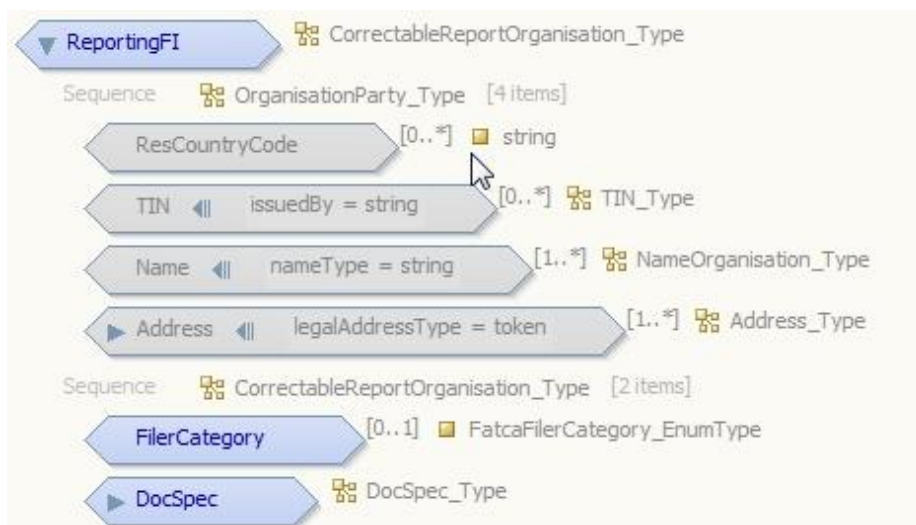 ReportingFI CorrectableReportOrganisation_Type
Sequence OrganisationParty_Type [4 items]
ResCountryCode [0..*] string
TIN issuedBy = string [0..*] TIN_Type
Name nameType = string [1..*] NameOrganisation_Type
Address legalAddressType = token [1..*] Address_Type
Sequence CorrectableReportOrganisation_Type [2 items]
FilerCategory [0..1] FatcaFilerCategory_EnumType
DocSpec DocSpec_Type